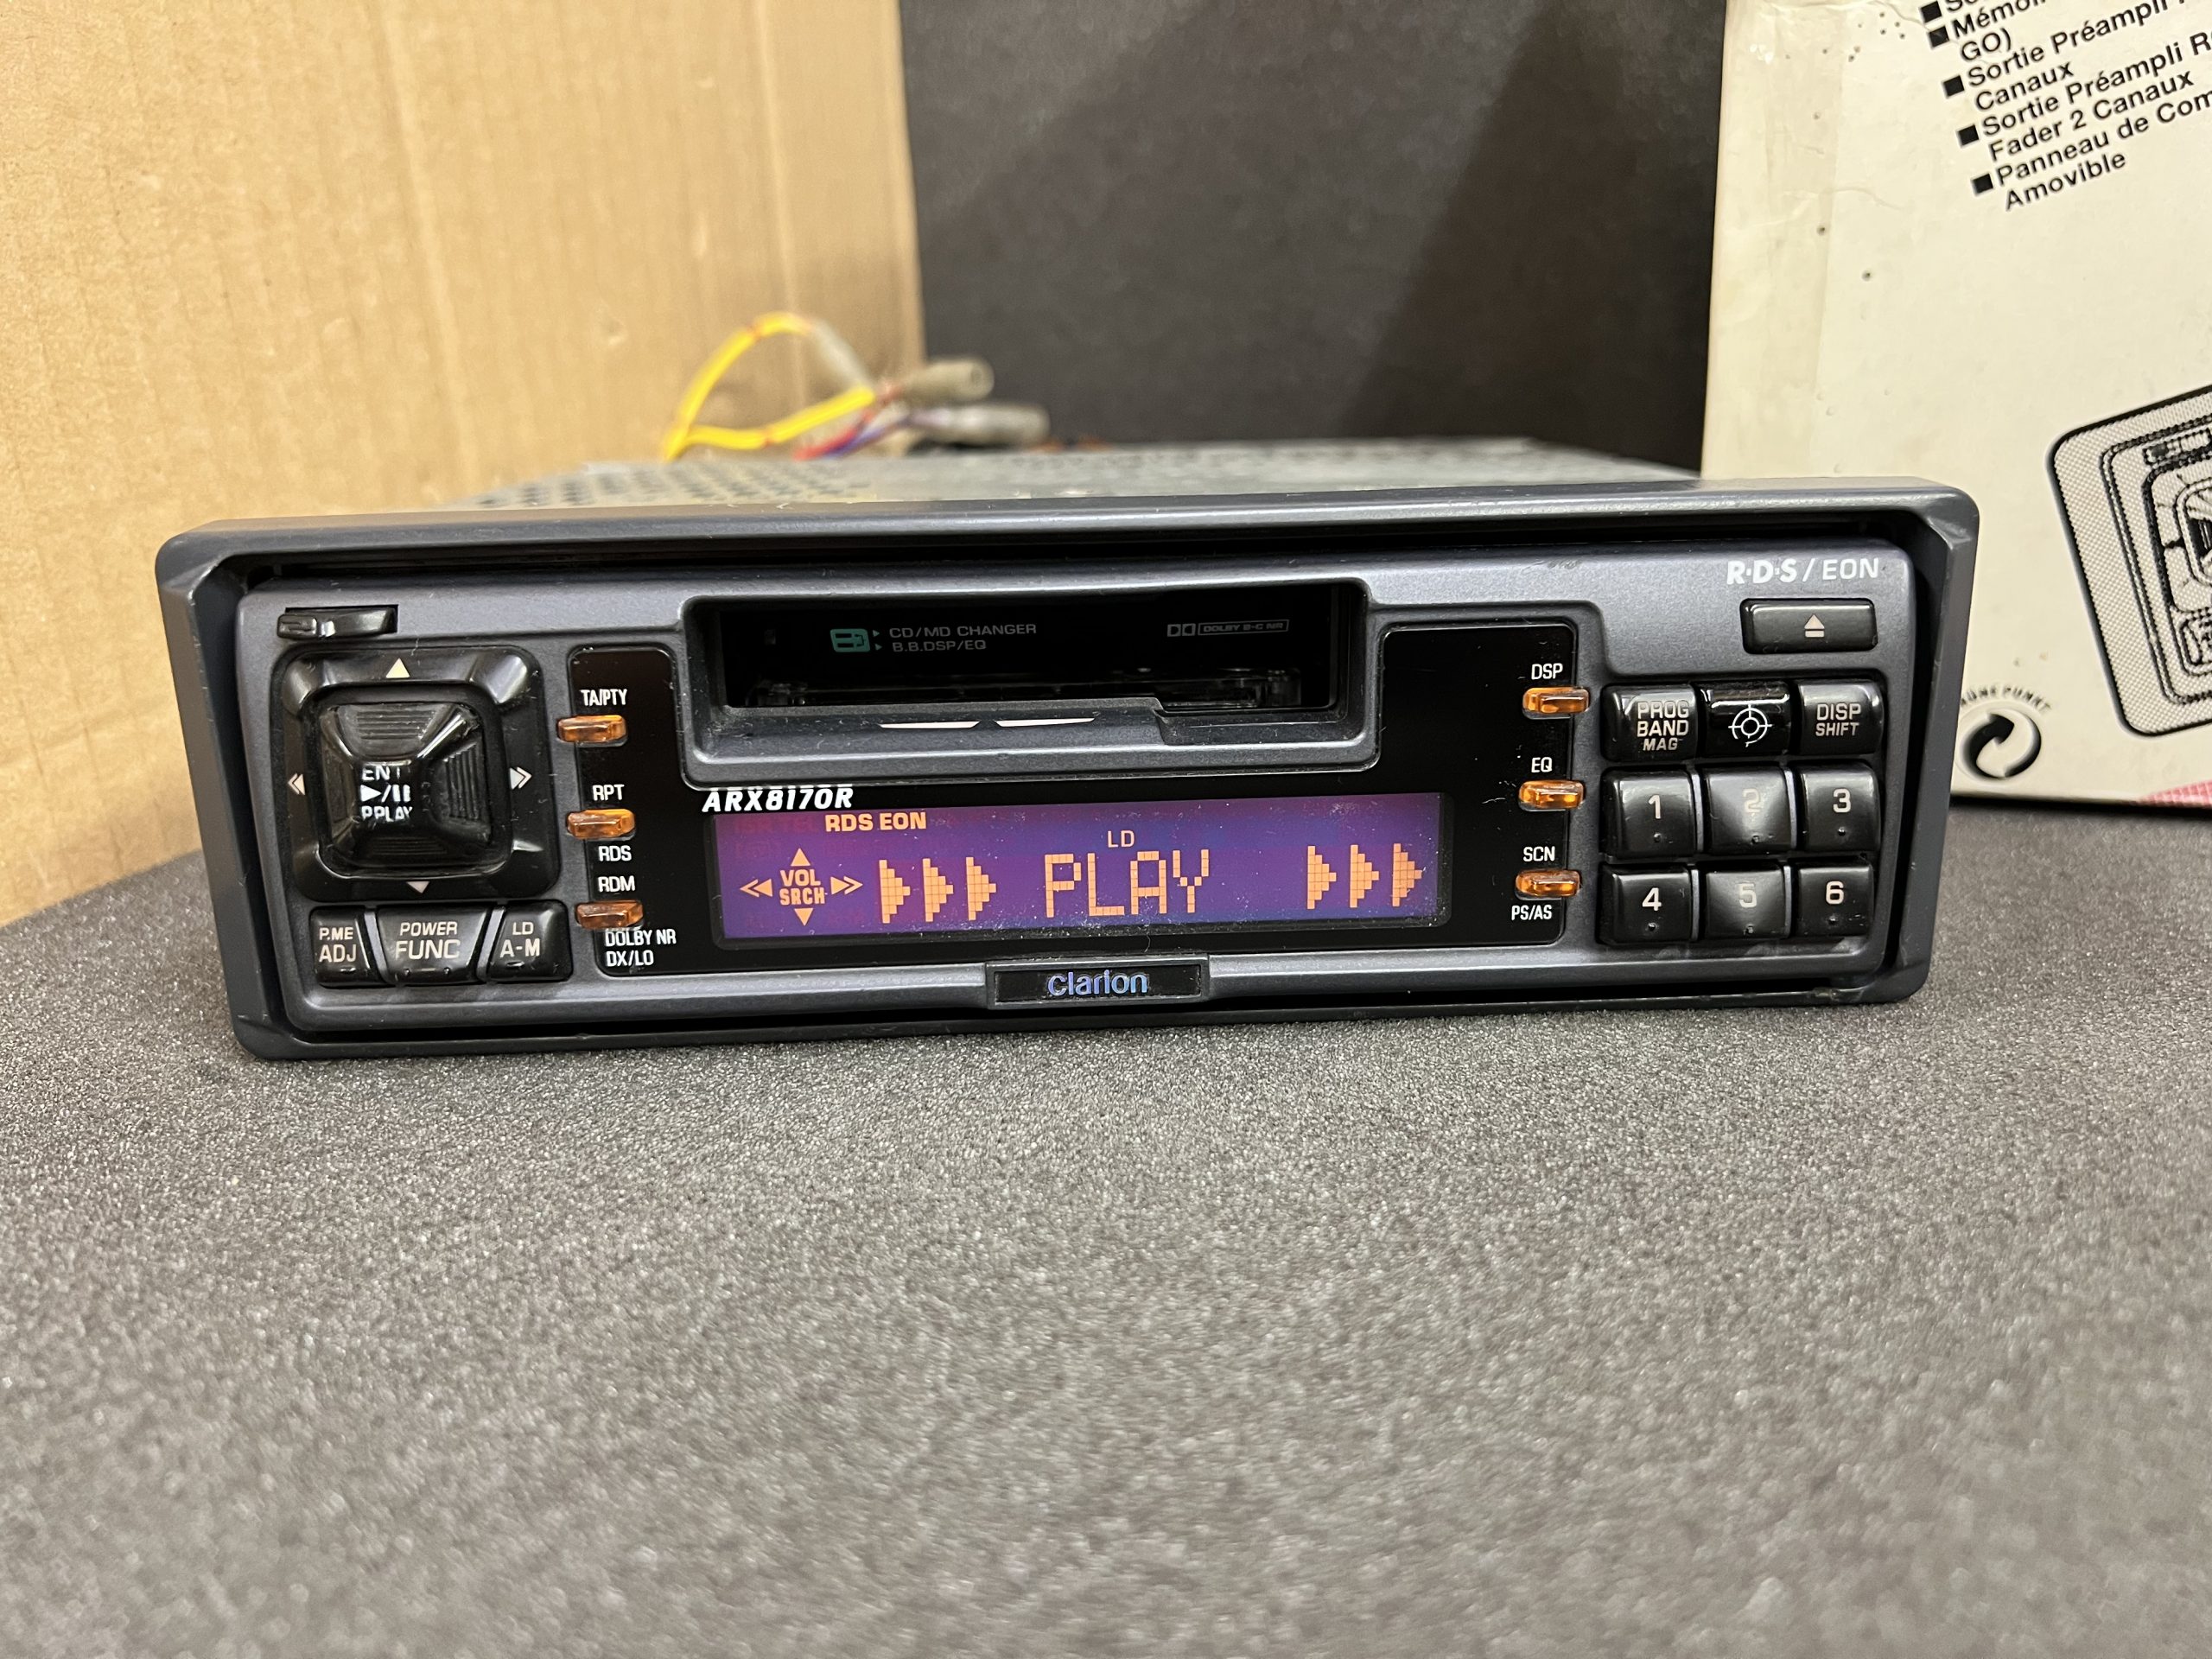 Mémoi
GO)
Sortie Préampli
Canaux
Sortie Préampli R
Fader 2 Canaux
Panneau de Com
Amovible
R·D·S / EON
CD/MD CHANGER
B.B.DSP/EQ
DOLBY B-C NR
TA/PTY
RPT
RDS
RDM
DOLBY NR
DX/LO
ENT
P.PLAY
P.ME
ADJ
POWER
FUNC
LD
A-M
ARX8170R
RDS EON
LD
VOL
SRCH
PLAY
clarion
DSP
EQ
SCN
PS/AS
PROG
BAND
MAG
DISP
SHIFT
1
2
3
4
5
6
PUNKT